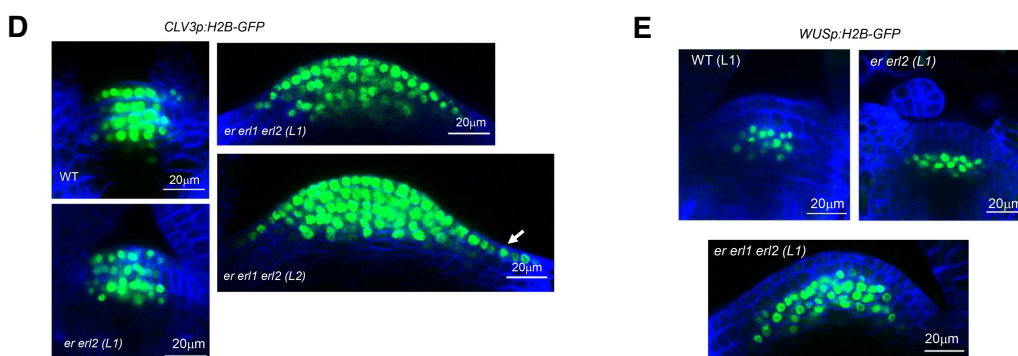 D
CLV3p:H2B-GFP
WT
20µm
er erl1 erl2 (L1)
20µm
er erl2 (L1)
20µm
er erl1 erl2 (L2)
20µm
E
WUSp:H2B-GFP
WT (L1)
20µm
er erl2 (L1)
20µm
er erl1 erl2 (L1)
20µm